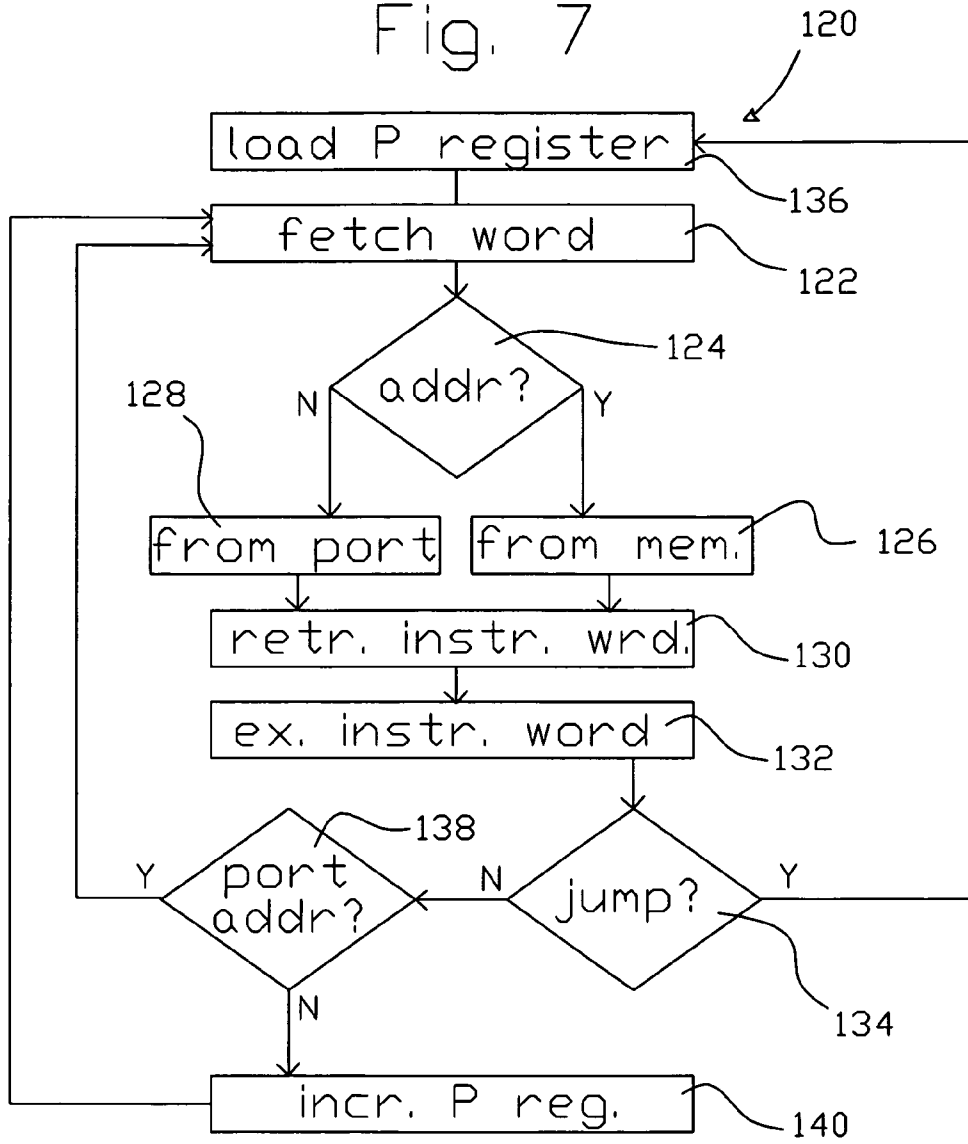 Fig. 7
120
load P register
136
fetch word
122
124
addr?
N
Y
128
from port
from mem.
126
retr. instr. wrd.
130
ex. instr. word
132
138
port
addr?
Y
N
jump?
Y
134
N
incr. P reg.
140